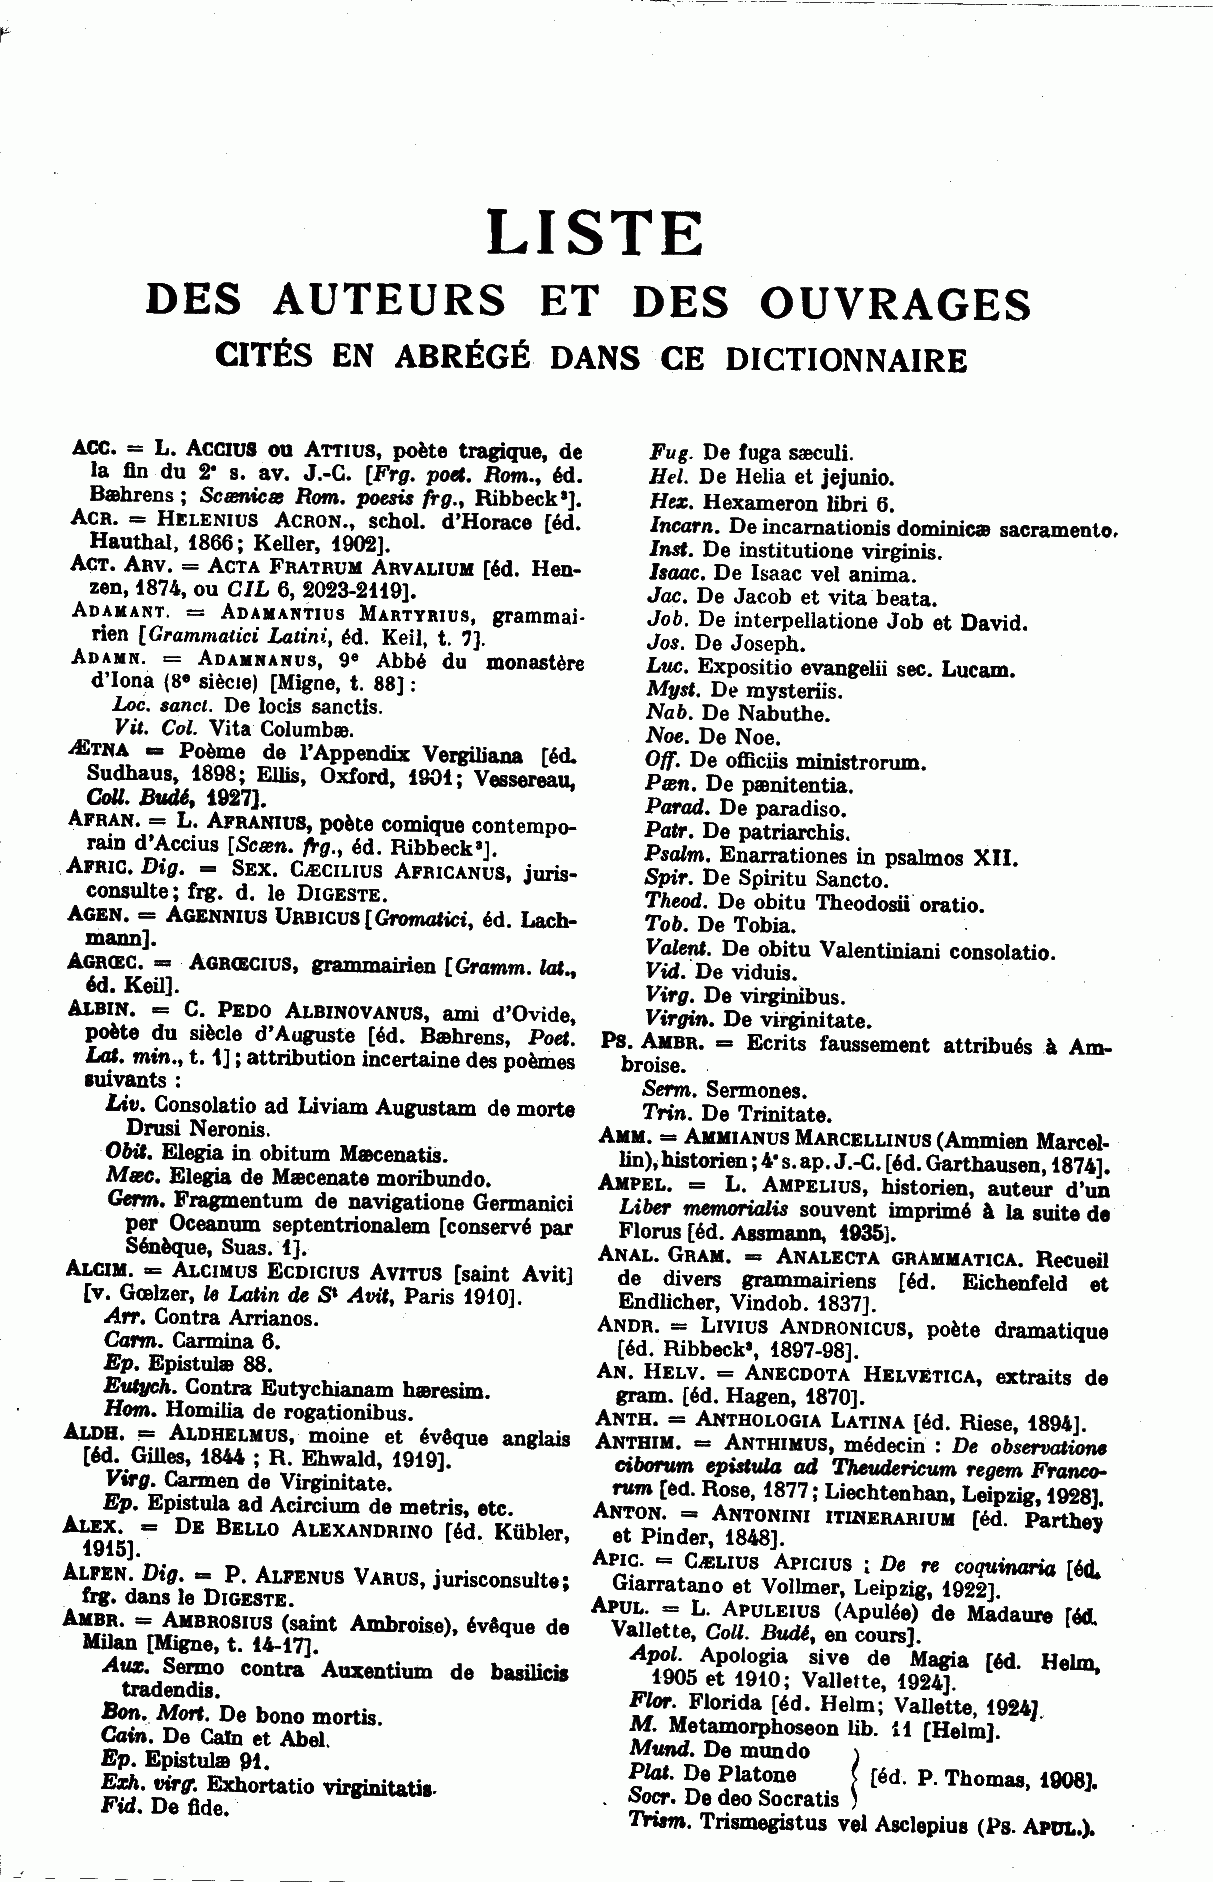 LISTE
DES AUTEURS ET DES OUVRAGES
CITÉS EN ABRÉGÉ DANS CE DICTIONNAIRE
ACC. = L. ACCIUS ou ATTIUS, poète tragique, de
la fin du 2ᵉ s. av. J.-C. [Frg. poet. Rom., éd.
Bæhrens ; Scænicæ Rom. poesis frg., Ribbeck³].
ACR. = HELENIUS ACRON., schol. d'Horace [éd.
Hauthal, 1866; Keller, 1902].
ACT. ARV. = ACTA FRATRUM ARVALIUM [éd. Hen-
zen, 1874, ou CIL 6, 2023-2119].
ADAMANT. = ADAMANTIUS MARTYRIUS, grammai-
rien [Grammatici Latini, éd. Keil, t. 7].
ADAMN. = ADAMNANUS, 9ᵉ Abbé du monastère
d'Iona (8ᵉ siècle) [Migne, t. 88] :
Loc. sanct. De locis sanctis.
Vit. Col. Vita Columbæ.
ÆTNA = Poème de l'Appendix Vergiliana [éd.
Sudhaus, 1898; Ellis, Oxford, 1901; Vessereau,
Coll. Budé, 1927].
AFRAN. = L. AFRANIUS, poète comique contempo-
rain d'Accius [Scæn. frg., éd. Ribbeck³].
AFRIC. Dig. = SEX. CÆCILIUS AFRICANUS, juris-
consulte; frg. d. le DIGESTE.
AGEN. = AGENNIUS URBICUS [Gromatici, éd. Lach-
mann].
AGRŒC. = AGRŒCIUS, grammairien [Gramm. lat.,
éd. Keil].
ALBIN. = C. PEDO ALBINOVANUS, ami d'Ovide,
poète du siècle d'Auguste [éd. Bæhrens, Poet.
Lat. min., t. 1] ; attribution incertaine des poèmes
suivants :
Liv. Consolatio ad Liviam Augustam de morte
Drusi Neronis.
Obit. Elegia in obitum Mæcenatis.
Mæc. Elegia de Mæcenate moribundo.
Germ. Fragmentum de navigatione Germanici
per Oceanum septentrionalem [conservé par
Sénèque, Suas. 1].
ALCIM. = ALCIMUS ECDICIUS AVITUS [saint Avit]
[v. Gœlzer, le Latin de Sᵗ Avit, Paris 1910].
Arr. Contra Arrianos.
Carm. Carmina 6.
Ep. Epistulæ 88.
Eutych. Contra Eutychianam hæresim.
Hom. Homilia de rogationibus.
ALDH. = ALDHELMUS, moine et évêque anglais
[éd. Gilles, 1844 ; R. Ehwald, 1919].
Virg. Carmen de Virginitate.
Ep. Epistula ad Acircium de metris, etc.
ALEX. = DE BELLO ALEXANDRINO [éd. Kübler,
1915].
ALFEN. Dig. = P. ALFENUS VARUS, jurisconsulte;
frg. dans le DIGESTE.
AMBR. = AMBROSIUS (saint Ambroise), évêque de
Milan [Migne, t. 14-17].
Aux. Sermo contra Auxentium de basilicis
tradendis.
Bon. Mort. De bono mortis.
Cain. De Caïn et Abel.
Ep. Epistulæ 91.
Exh. virg. Exhortatio virginitatis.
Fid. De fide.
Fug. De fuga sæculi.
Hel. De Helia et jejunio.
Hex. Hexameron libri 6.
Incarn. De incarnationis dominicæ sacramento.
Inst. De institutione virginis.
Isaac. De Isaac vel anima.
Jac. De Jacob et vita beata.
Job. De interpellatione Job et David.
Jos. De Joseph.
Luc. Expositio evangelii sec. Lucam.
Myst. De mysteriis.
Nab. De Nabuthe.
Noe. De Noe.
Off. De officiis ministrorum.
Pæn. De pænitentia.
Parad. De paradiso.
Patr. De patriarchis.
Psalm. Enarrationes in psalmos XII.
Spir. De Spiritu Sancto.
Theod. De obitu Theodosii oratio.
Tob. De Tobia.
Valent. De obitu Valentiniani consolatio.
Vid. De viduis.
Virg. De virginibus.
Virgin. De virginitate.
PS. AMBR. = Ecrits faussement attribués à Am-
broise.
Serm. Sermones.
Trin. De Trinitate.
AMM. = AMMIANUS MARCELLINUS (Ammien Marcel-
lin), historien ; 4ᵉ s. ap. J.-C. [éd. Garthausen, 1874].
AMPEL. = L. AMPELIUS, historien, auteur d'un
Liber memorialis souvent imprimé à la suite de
Florus [éd. Assmann, 1935].
ANAL. GRAM. = ANALECTA GRAMMATICA. Recueil
de divers grammairiens [éd. Eichenfeld et
Endlicher, Vindob. 1837].
ANDR. = LIVIUS ANDRONICUS, poète dramatique
[éd. Ribbeck³, 1897-98].
AN. HELV. = ANECDOTA HELVETICA, extraits de
gram. [éd. Hagen, 1870].
ANTH. = ANTHOLOGIA LATINA [éd. Riese, 1894].
ANTHIM. = ANTHIMUS, médecin : De observatione
ciborum epistula ad Theudericum regem Franco-
rum [ed. Rose, 1877 ; Liechtenhan, Leipzig, 1928].
ANTON. = ANTONINI ITINERARIUM [éd. Parthey
et Pinder, 1848].
APIC. = CÆLIUS APICIUS ; De re coquinaria [éd.
Giarratano et Vollmer, Leipzig, 1922].
APUL. = L. APULEIUS (Apulée) de Madaure [éd.
Vallette, Coll. Budé, en cours].
Apol. Apologia sive de Magia [éd. Helm,
1905 et 1910; Vallette, 1924].
Flor. Florida [éd. Helm; Vallette, 1924].
M. Metamorphoseon lib. 11 [Helm].
Mund. De mundo
Plat. De Platone } [éd. P. Thomas, 1908].
Socr. De deo Socratis
Trism. Trismegistus vel Asclepius (PS. APUL.).